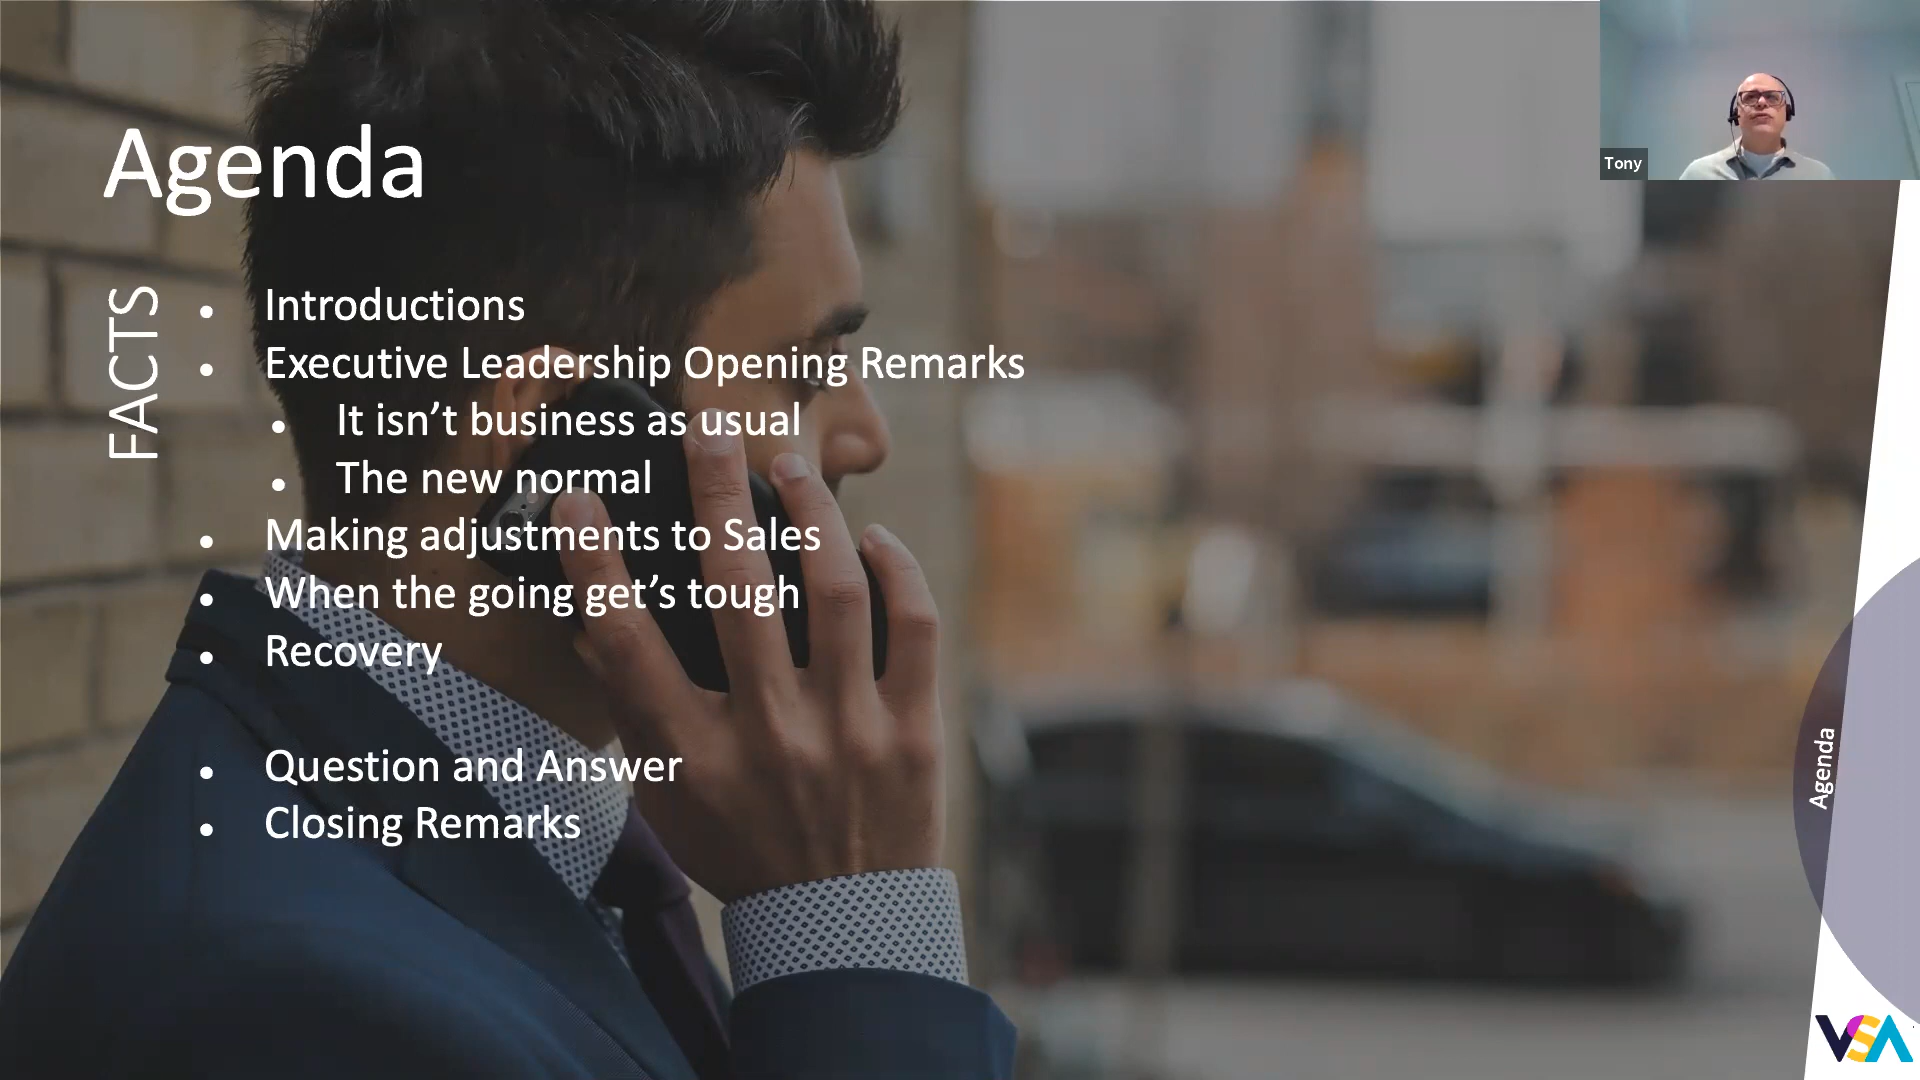 Agenda
FACTS
• Introductions
• Executive Leadership Opening Remarks
• It isn’t business as usual
• The new normal
• Making adjustments to Sales
• When the going get’s tough
• Recovery
• Question and Answer
• Closing Remarks
Tony
Agenda
VSA